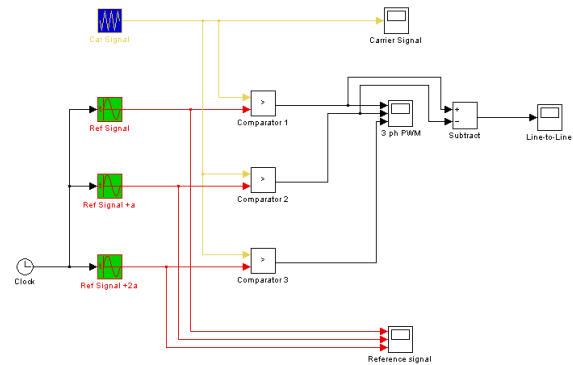 Car Signal
Carrier Signal
>
Ref Signal
Comparator 1
3 ph PWM
+
−
Subtract
Line-to-Line
>
Ref Signal +a
Comparator 2
>
Clock
Ref Signal +2a
Comparator 3
Reference signal